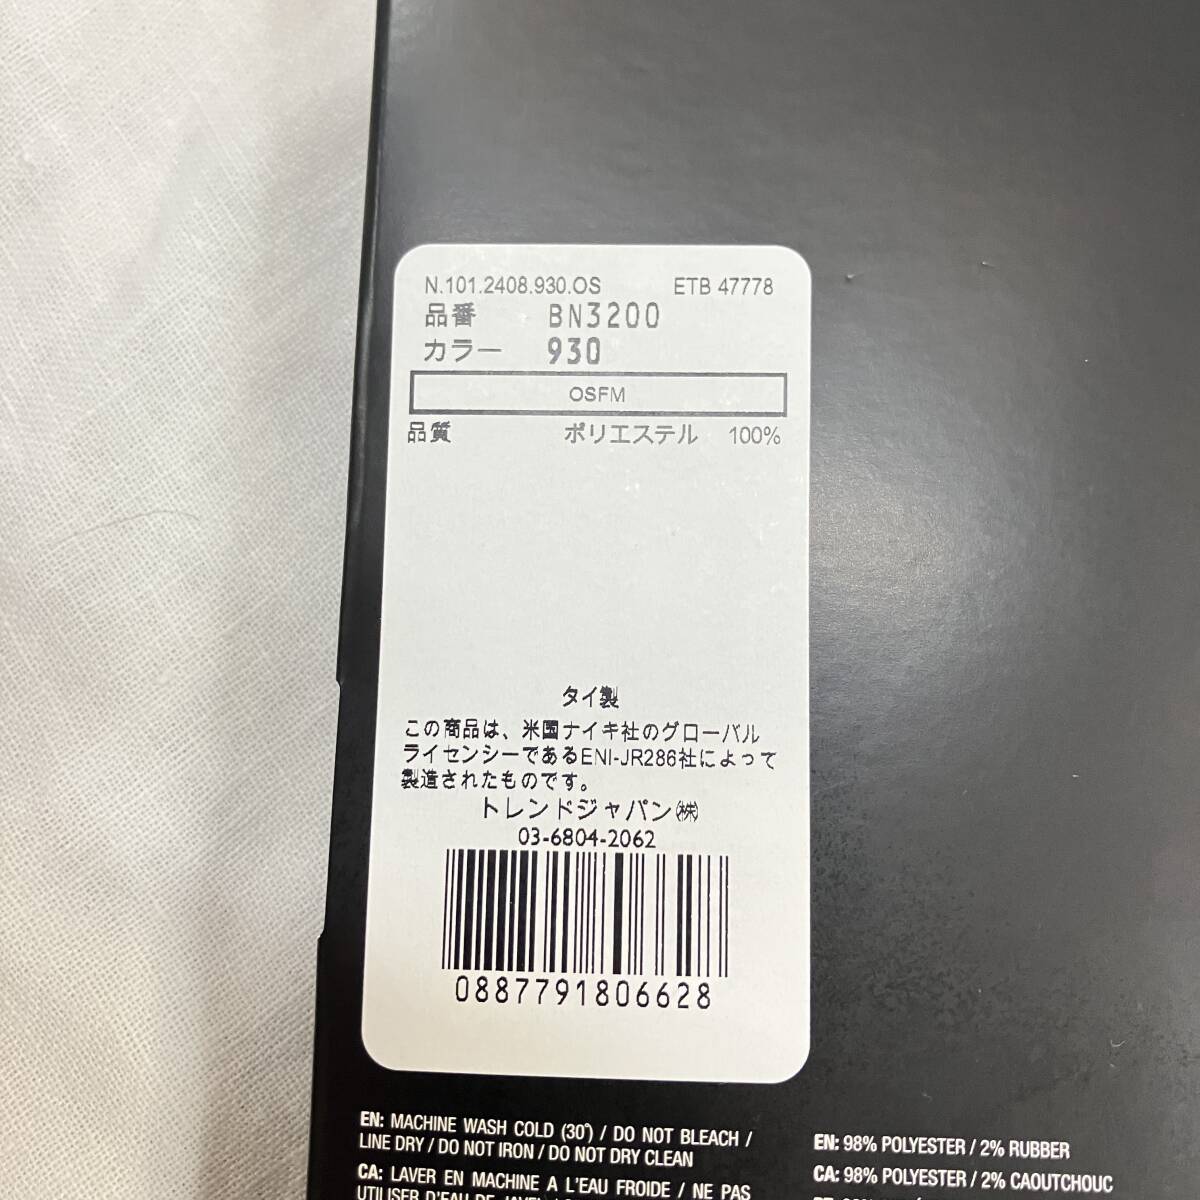 N.101.2408.930.OS ETB 47778
品番 BN3200
カラー 930
OSFM
品質 ポリエステル 100%
タイ製
この商品は、米国ナイキ社のグローバル
ライセンシーであるENI-JR286社によって
製造されたものです。
トレンドジャパン㈱
03-6804-2062
0887791806628
EN: MACHINE WASH COLD (30°) / DO NOT BLEACH /
LINE DRY / DO NOT IRON / DO NOT DRY CLEAN
CA: LAVER EN MACHINE A L'EAU FROIDE / NE PAS
UTILISER D'EAU DE
EN: 98% POLYESTER / 2% RUBBER
CA: 98% POLYESTER / 2% CAOUTCHOUC